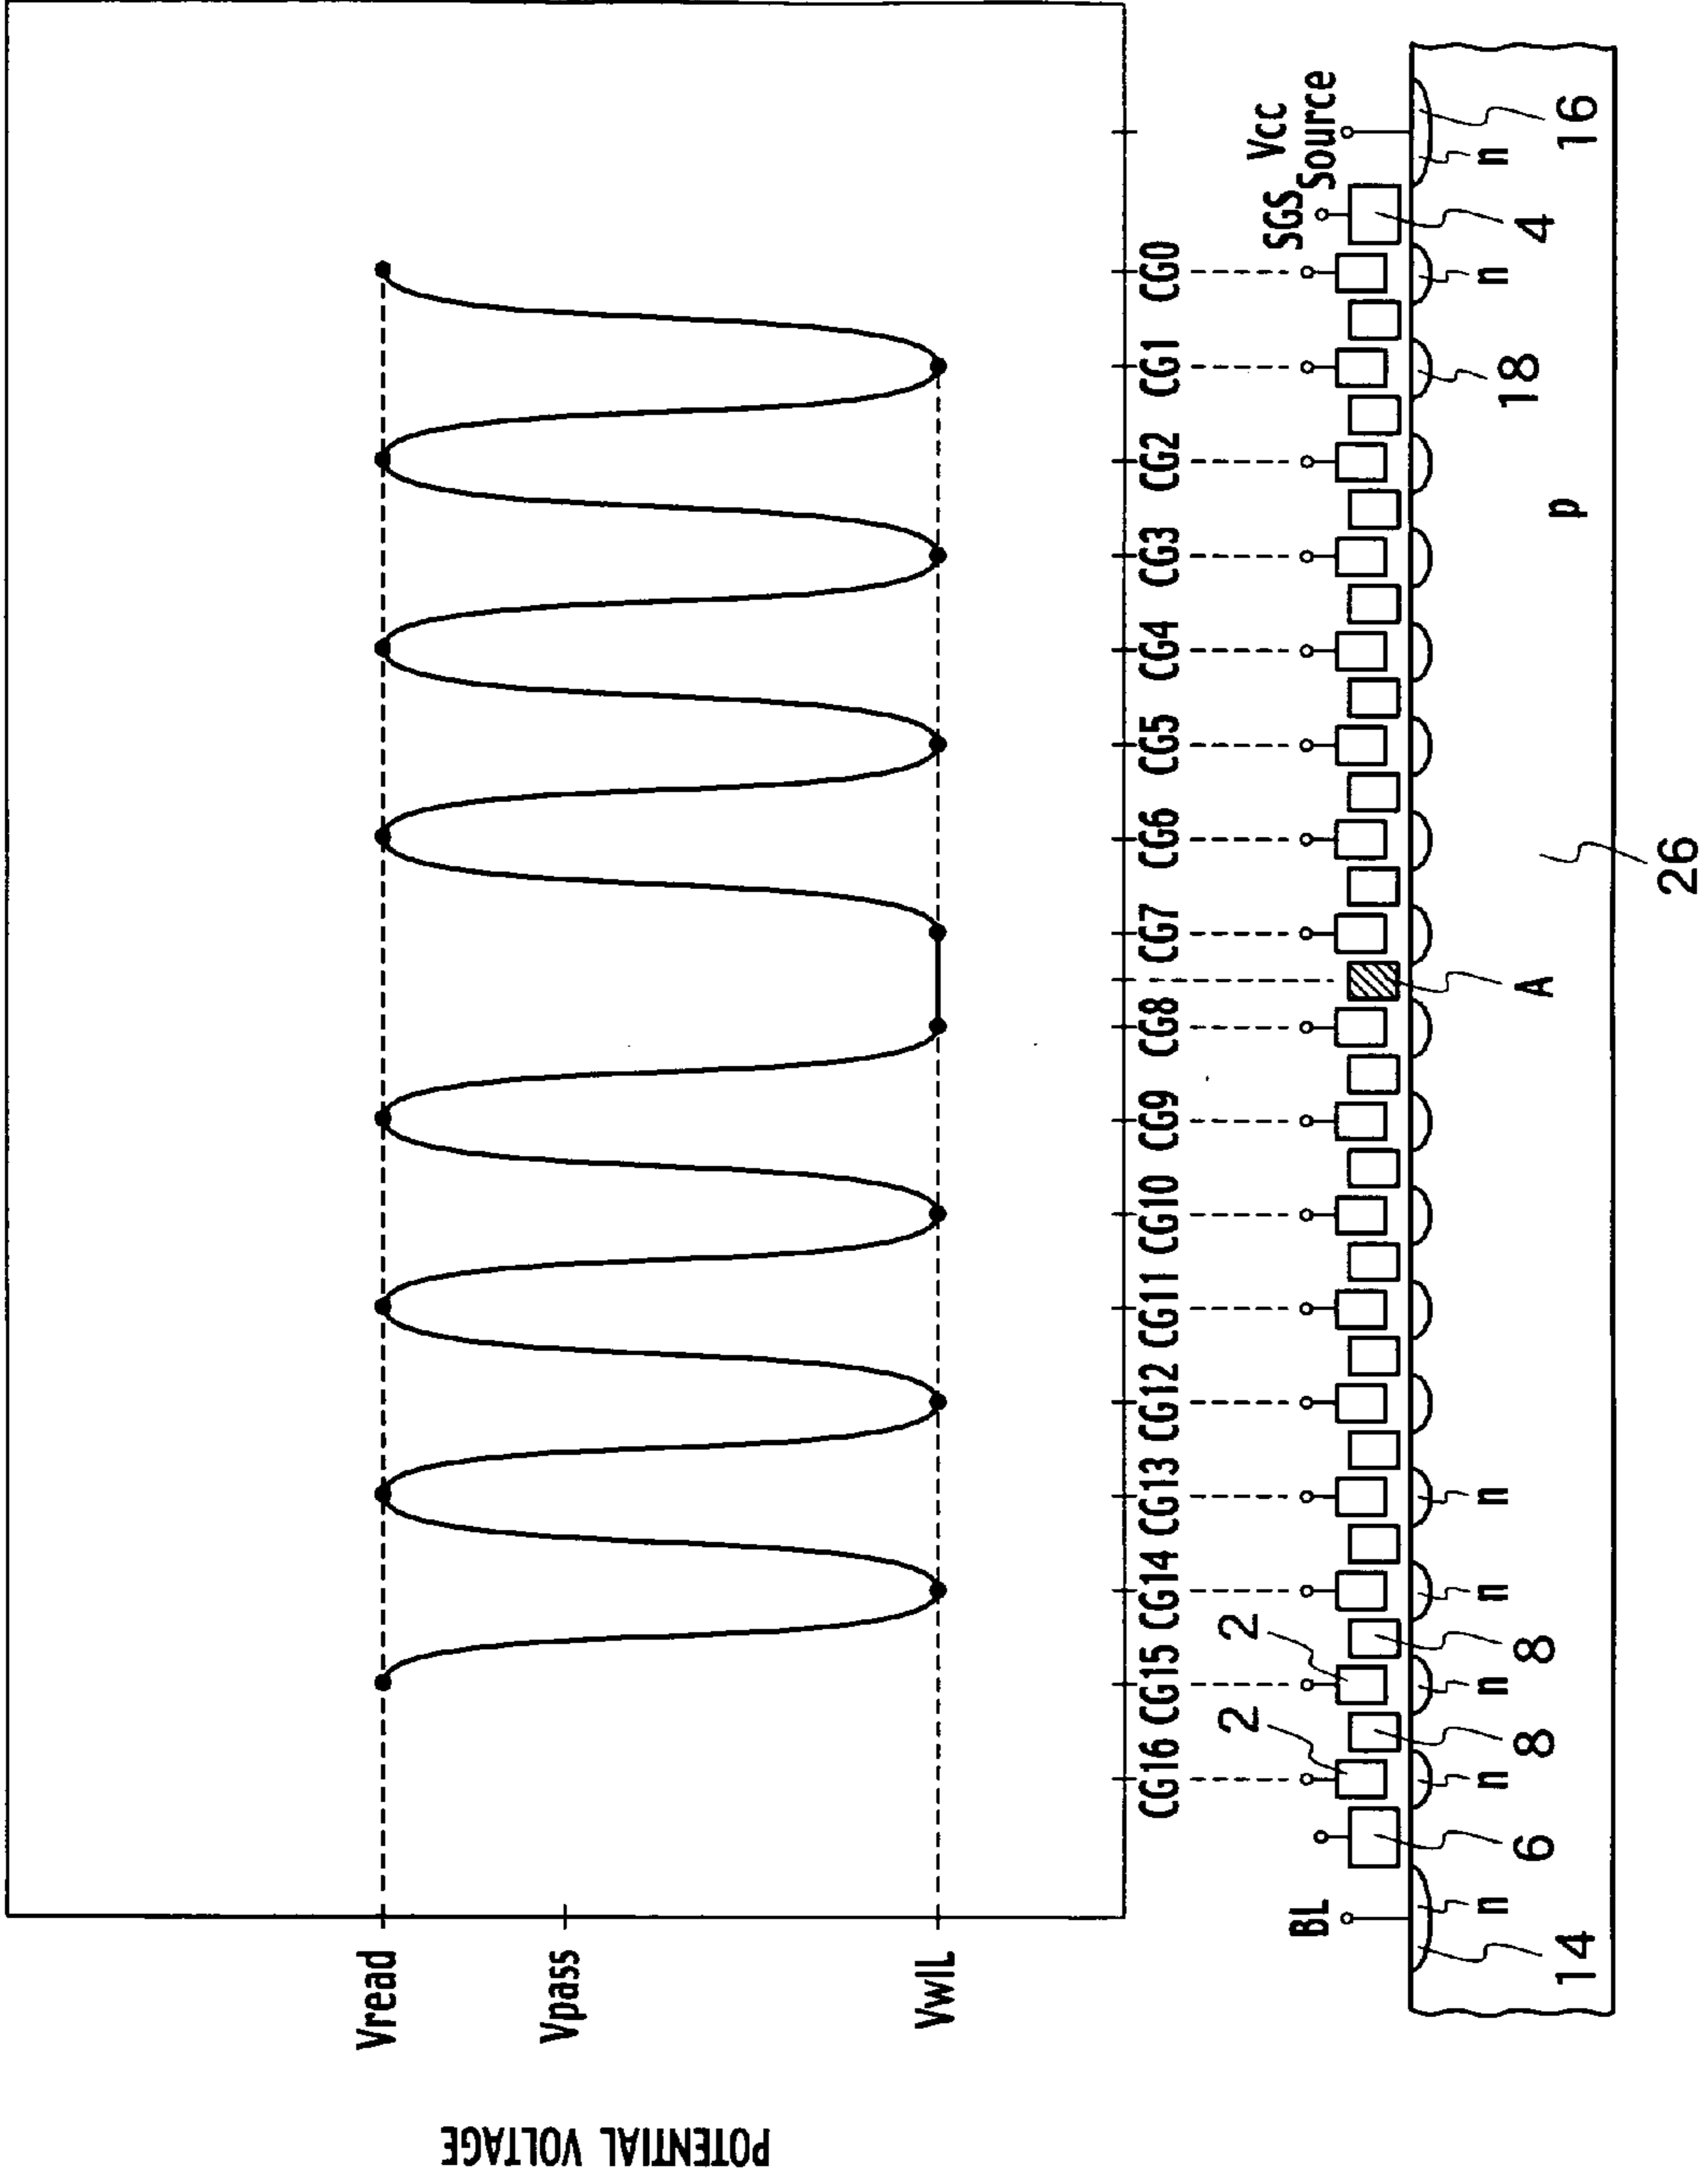 POTENTIAL VOLTAGE
Vread
Vpass
VwlL
CG16 CG15 CG14 CG13 CG12 CG11 CG10 CG9 CG8 CG7 CG6 CG5 CG4 CG3 CG2 CG1 CG0
BL
2
2
SGS
Vcc
Source
n
n
n
n
n
n
n
14
6
8
8
A
18
4
16
p
26